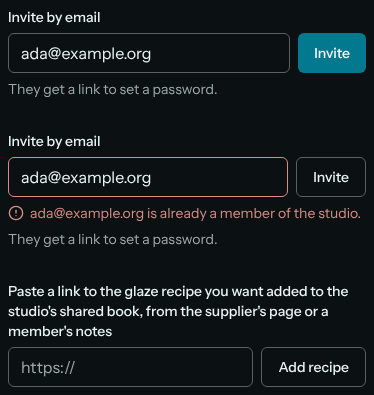 Invite by email
ada@example.org Invite
They get a link to set a password.
Invite by email
ada@example.org Invite
ada@example.org is already a member of the studio.
They get a link to set a password.
Paste a link to the glaze recipe you want added to the
studio's shared book, from the supplier's page or a
member's notes
https:// Add recipe